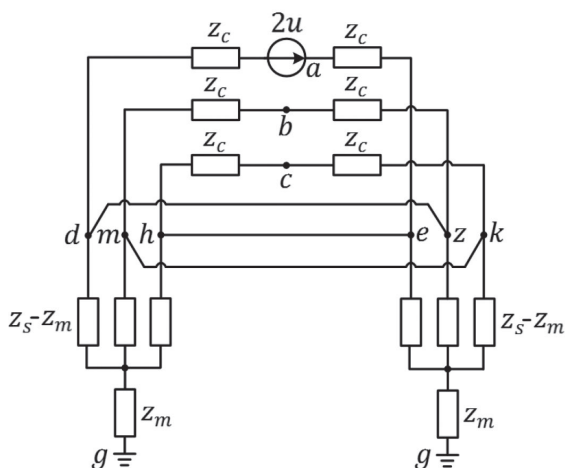 z_c 2u z_c
a
z_c z_c
b
z_c z_c
c
d m h e z k
z_s-z_m z_s-z_m
z_m z_m
g g